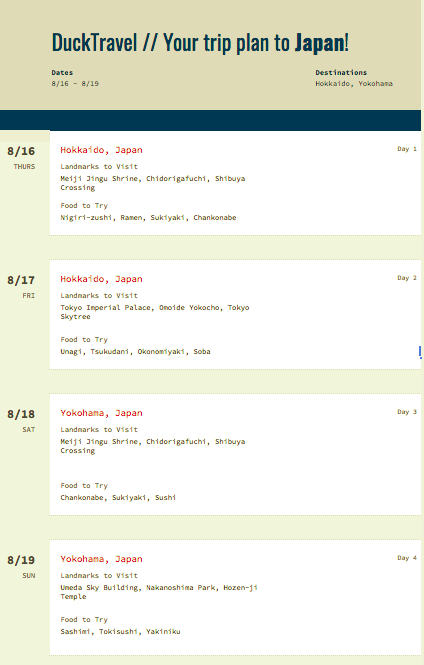 DuckTravel // Your trip plan to Japan!
Dates
Destinations
8/16 - 8/19
Hokkaido, Yokohama
8/16
THURS
Hokkaido, Japan
Day 1
Landmarks to Visit
Meiji Jingu Shrine, Chidorigafuchi, Shibuya
Crossing
Food to Try
Nigiri-zushi, Ramen, Sukiyaki, Chankonabe
8/17
FRI
Hokkaido, Japan
Day 2
Landmarks to Visit
Tokyo Imperial Palace, Omoide Yokocho, Tokyo
Skytree
Food to Try
Unagi, Tsukudani, Okonomiyaki, Soba
8/18
SAT
Yokohama, Japan
Day 3
Landmarks to Visit
Meiji Jingu Shrine, Chidorigafuchi, Shibuya
Crossing
Food to Try
Chankonabe, Sukiyaki, Sushi
8/19
SUN
Yokohama, Japan
Day 4
Landmarks to Visit
Umeda Sky Building, Nakanoshima Park, Hozen-ji
Temple
Food to Try
Sashimi, Tokisushi, Yakiniku